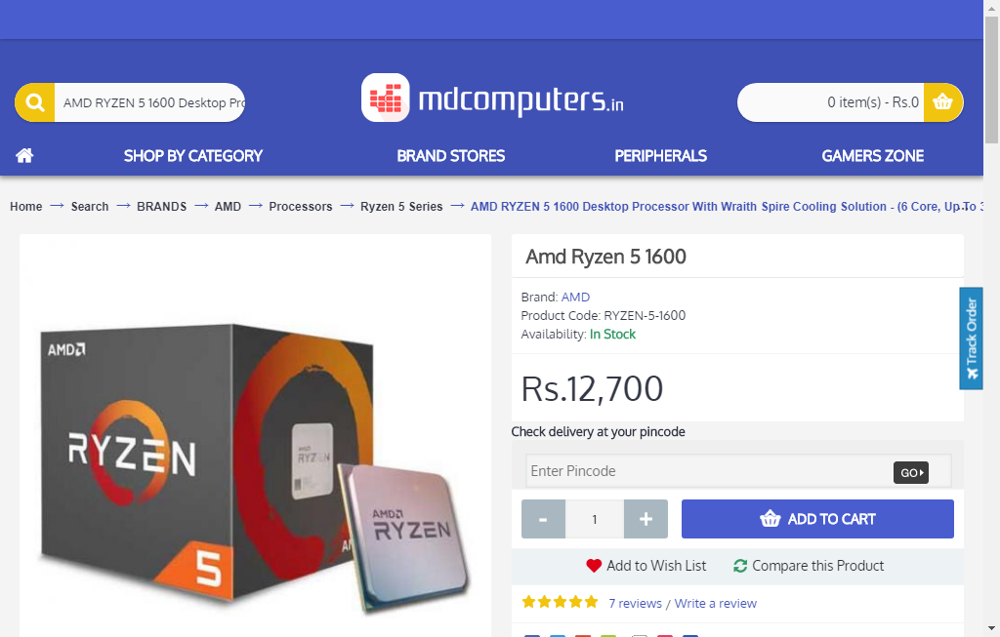 AMD RYZEN 5 1600 Desktop Pro
mdcomputers.in
0 item(s) - Rs.0
SHOP BY CATEGORY
BRAND STORES
PERIPHERALS
GAMERS ZONE
Home → Search → BRANDS → AMD → Processors → Ryzen 5 Series → AMD RYZEN 5 1600 Desktop Processor With Wraith Spire Cooling Solution - (6 Core, Up To
Amd Ryzen 5 1600
Brand: AMD
Product Code: RYZEN-5-1600
Availability: In Stock
Track Order
Rs.12,700
Check delivery at your pincode
Enter Pincode
GO
- 1 +
ADD TO CART
Add to Wish List
Compare this Product
7 reviews / Write a review
AMD
RYZEN
5
AMD
RYZEN
AMD
RYZEN